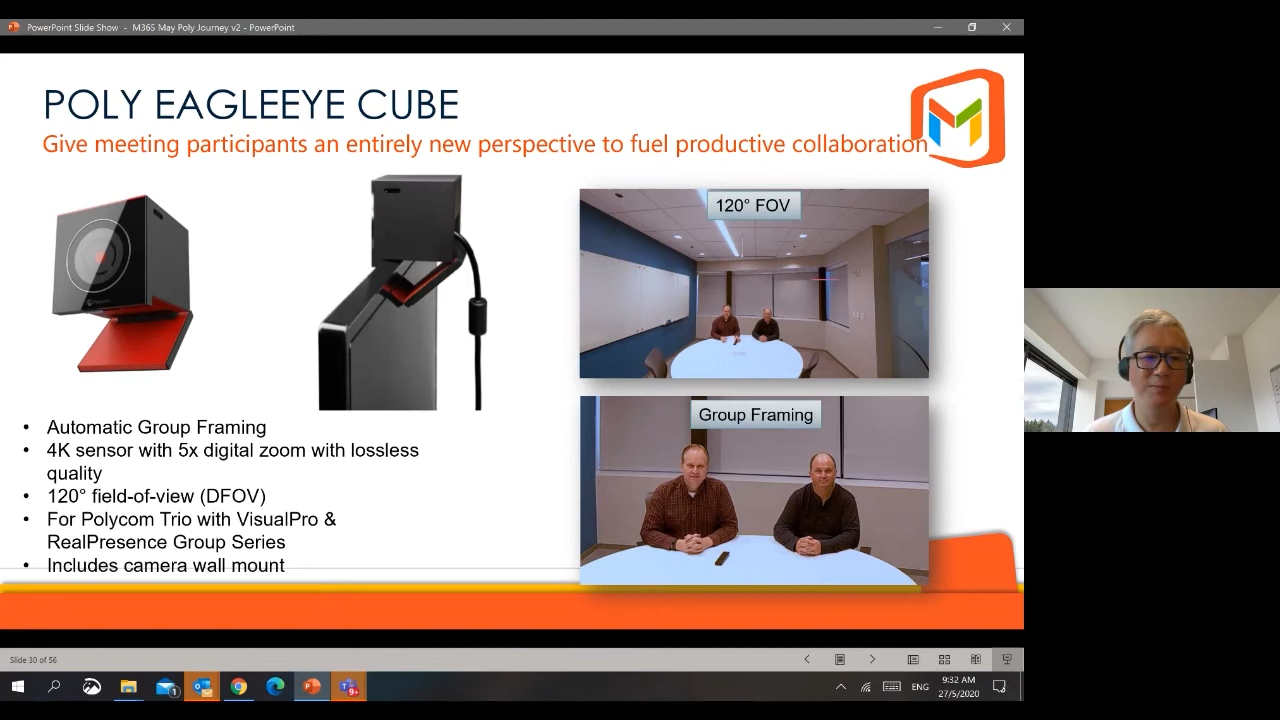 PowerPoint Slide Show - M365 May Poly Journey v2 - PowerPoint
POLY EAGLEEYE CUBE
Give meeting participants an entirely new perspective to fuel productive collaboration
120° FOV
Group Framing
• Automatic Group Framing
• 4K sensor with 5x digital zoom with lossless
quality
• 120° field-of-view (DFOV)
• For Polycom Trio with VisualPro &
RealPresence Group Series
• Includes camera wall mount
Slide 30 of 56
1
9+
ENG
9:32 AM
27/5/2020